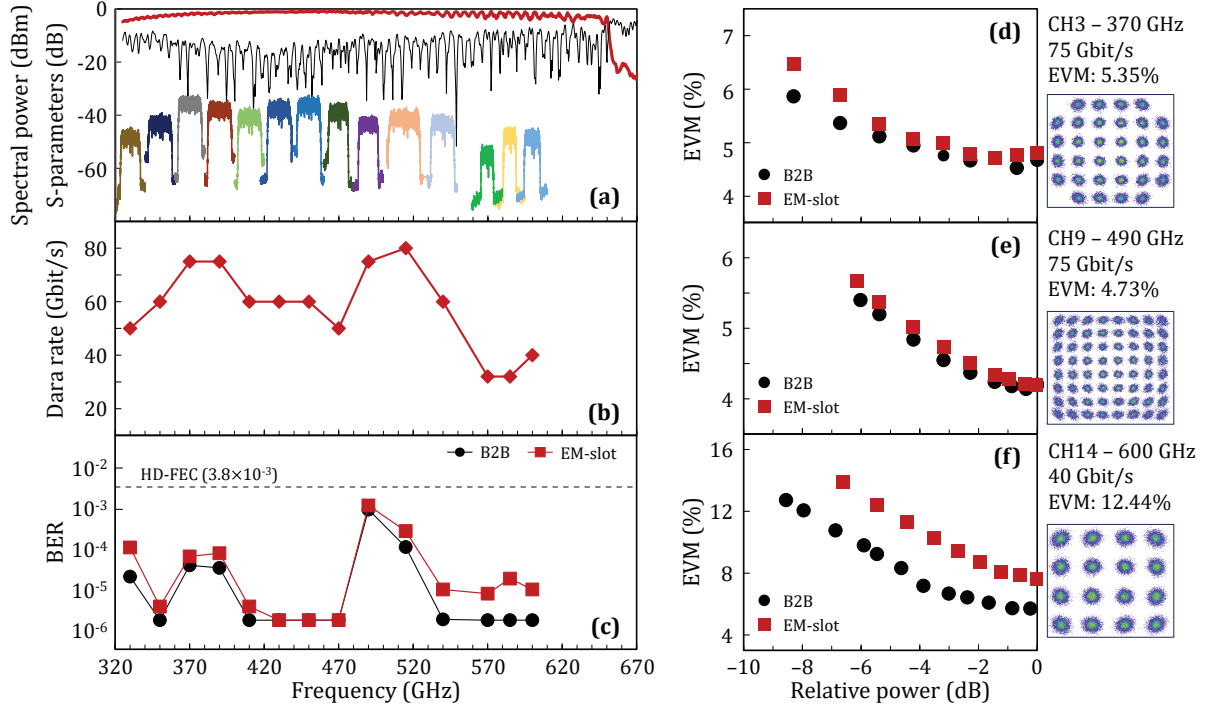 Spectral power (dBm)
S-parameters (dB)
0
−20
−40
−60
(a)
Dara rate (Gbit/s)
80
60
40
20
(b)
BER
10-2
10-3
10-4
10-5
10-6
HD-FEC (3.8×10-3)
B2B
EM-slot
(c)
320 370 420 470 520 570 620 670
Frequency (GHz)
EVM (%)
7
6
5
4
(d)
B2B
EM-slot
CH3 – 370 GHz
75 Gbit/s
EVM: 5.35%
EVM (%)
6
5
4
(e)
B2B
EM-slot
CH9 – 490 GHz
75 Gbit/s
EVM: 4.73%
EVM (%)
16
12
8
4
(f)
B2B
EM-slot
CH14 – 600 GHz
40 Gbit/s
EVM: 12.44%
−10 −8 −6 −4 −2 0
Relative power (dB)